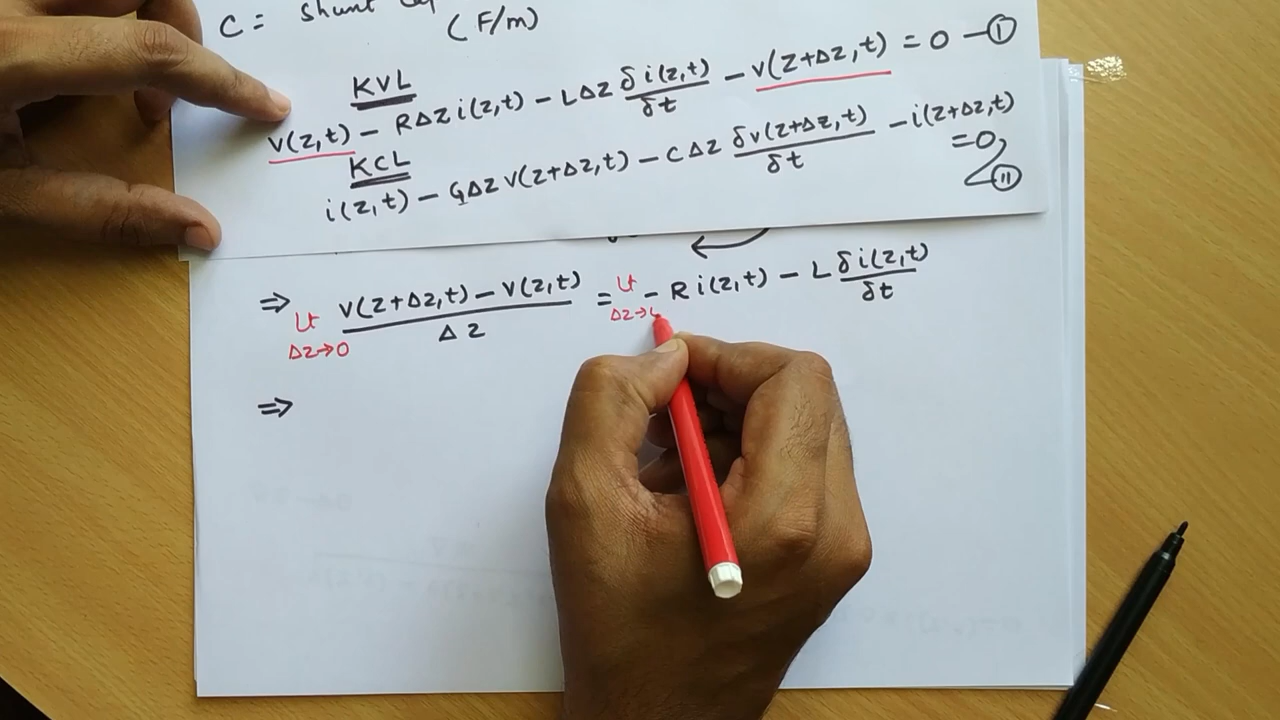 C = shunt
(F/m)
KVL
v(z,t) - RΔz i(z,t) - LΔz δi(z,t)/δt - v(z+Δz,t) = 0 — I
KCL
i(z,t) - GΔz v(z+Δz,t) - CΔz δv(z+Δz,t)/δt - i(z+Δz,t)
=0 II
⇒ Lt Δz→0 v(z+Δz,t) - v(z,t)/Δz = Lt Δz→ - R i(z,t) - L δi(z,t)/δt
⇒